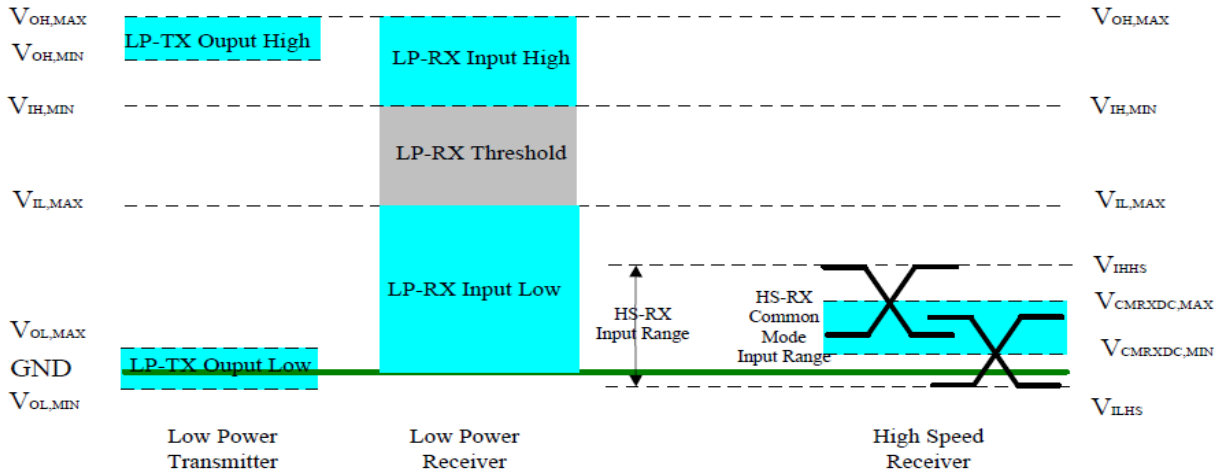 VOH,MAX
LP-TX Ouput High
VOH,MIN
LP-RX Input High
VOH,MAX
VIH,MIN
VIH,MIN
LP-RX Threshold
VIL,MAX
VIL,MAX
LP-RX Input Low
HS-RX
Input Range
HS-RX
Common
Mode
Input Range
VIHHS
VCMRXDC,MAX
VCMRXDC,MIN
VILHS
VOL,MAX
GND
LP-TX Ouput Low
VOL,MIN
Low Power
Transmitter
Low Power
Receiver
High Speed
Receiver